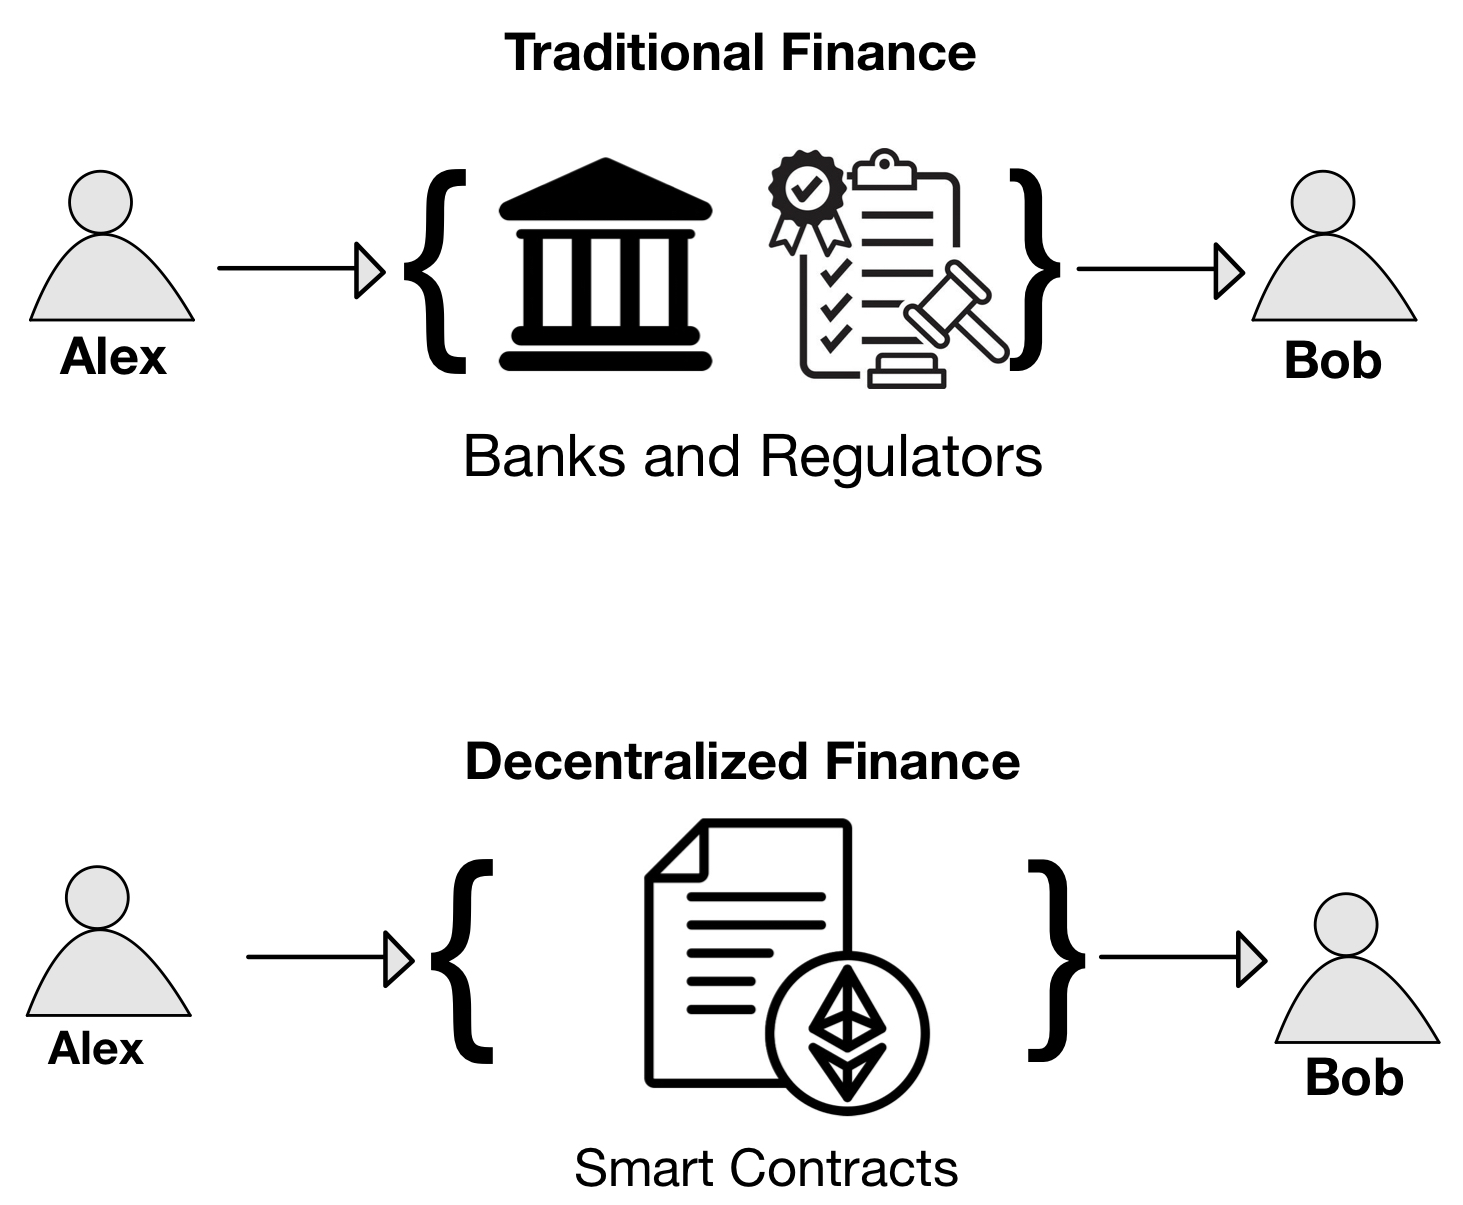 Traditional Finance
Alex
Bob
Banks and Regulators
Decentralized Finance
Alex
Bob
Smart Contracts